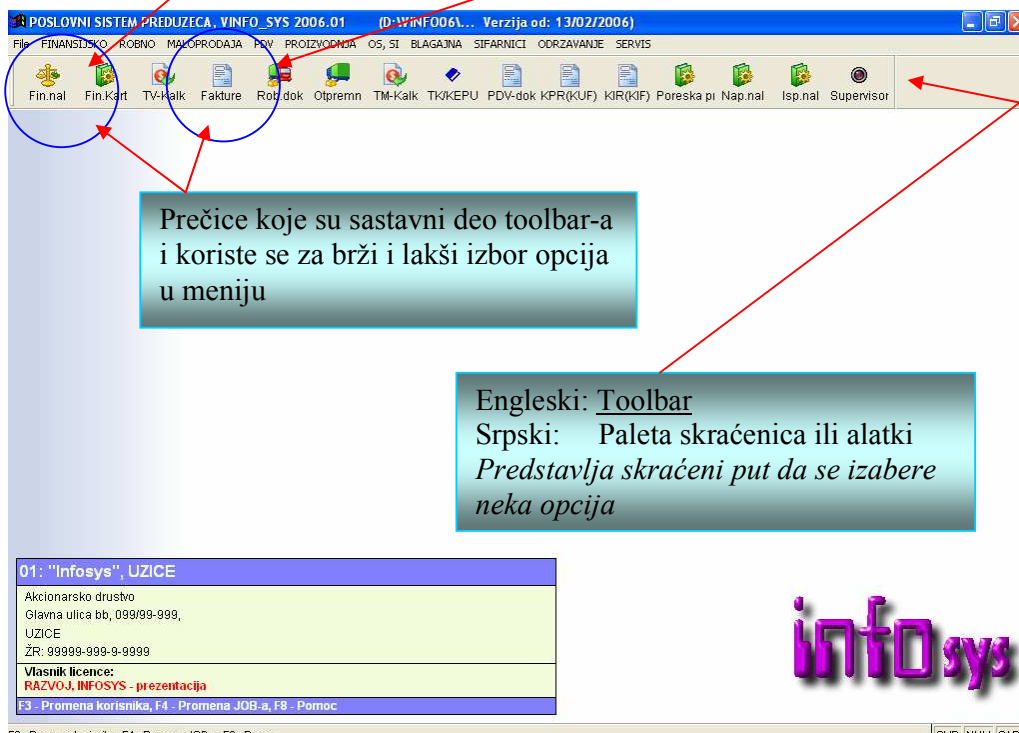 POSLOVNI SISTEM PREDUZECA, VINFO_SYS 2006.01 (D:\WINFO06\... Verzija od: 13/02/2006)
File FINANSIJSKO ROBNO MALOPRODAJA PDV PROIZVODNJA OS, SI BLAGAJNA SIFARNICI ODRZAVANJE SERVIS
Fin.nal Fin.Kart TV-Kalk Fakture Rob.dok Otpremn TM-Kalk TK/KEPU PDV-dok KPR(KUF) KIR(KIF) Poreska pi Nap.nal Isp.nal Supervisor
Prečice koje su sastavni deo toolbar-a
i koriste se za brži i lakši izbor opcija
u meniju
Engleski: Toolbar
Srpski: Paleta skraćenica ili alatki
Predstavlja skraćeni put da se izabere
neka opcija
01: "Infosys", UZICE
Akcionarsko drustvo
Glavna ulica bb, 099/99-999,
UZICE
ŽR: 99999-999-9-9999
Vlasnik licence:
RAZVOJ, INFOSYS - prezentacija
F3 - Promena korisnika, F4 - Promena JOB-a, F8 - Pomoc
info sys